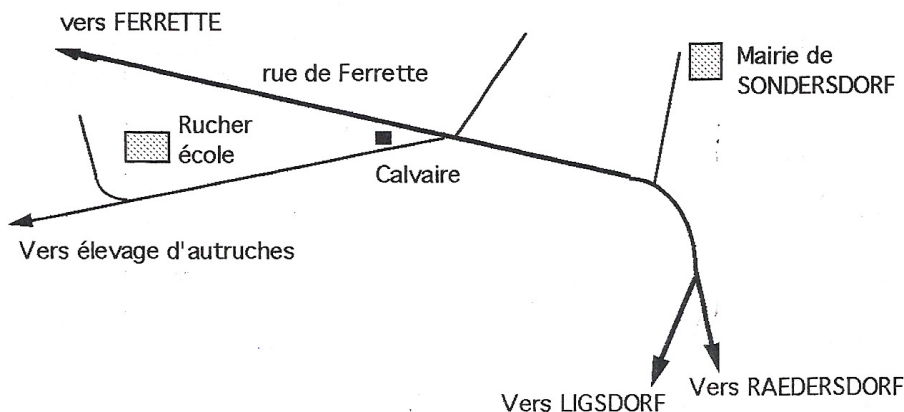 vers FERRETTE
rue de Ferrette
Mairie de
SONDERSDORF
Rucher
école
Calvaire
Vers élevage d'autruches
Vers LIGSDORF
Vers RAEDERSDORF